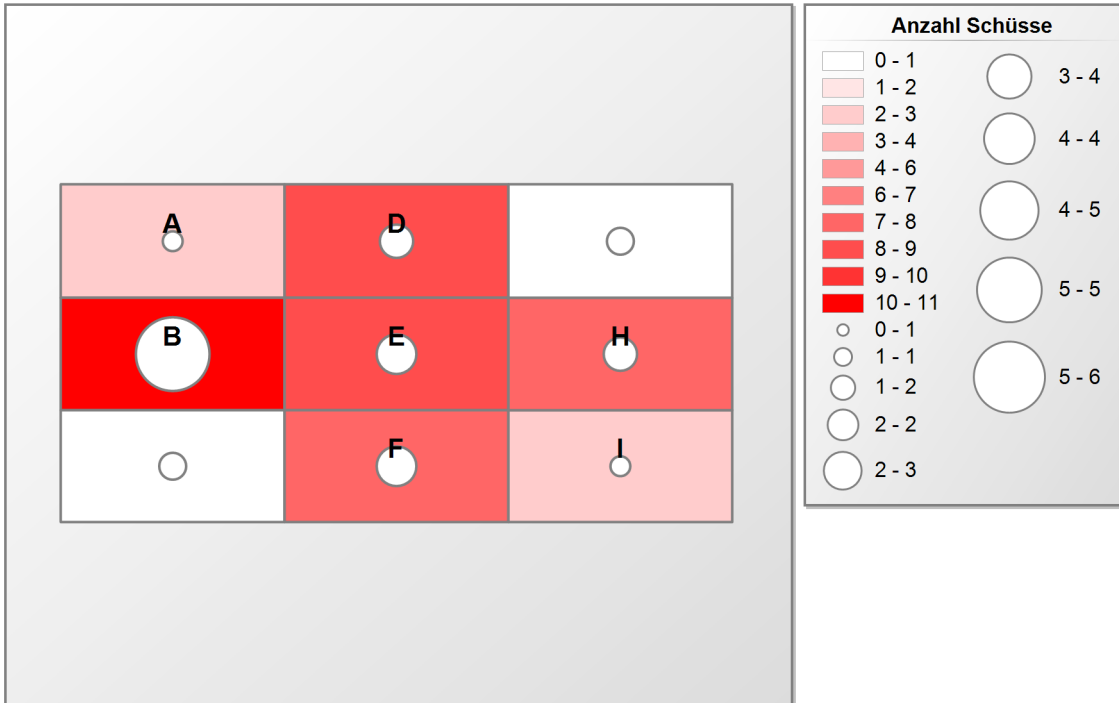 A
D
B
E
H
F
I
Anzahl Schüsse
0 - 1
1 - 2
2 - 3
3 - 4
4 - 6
6 - 7
7 - 8
8 - 9
9 - 10
10 - 11
0 - 1
1 - 1
1 - 2
2 - 2
2 - 3
3 - 4
4 - 4
4 - 5
5 - 5
5 - 6